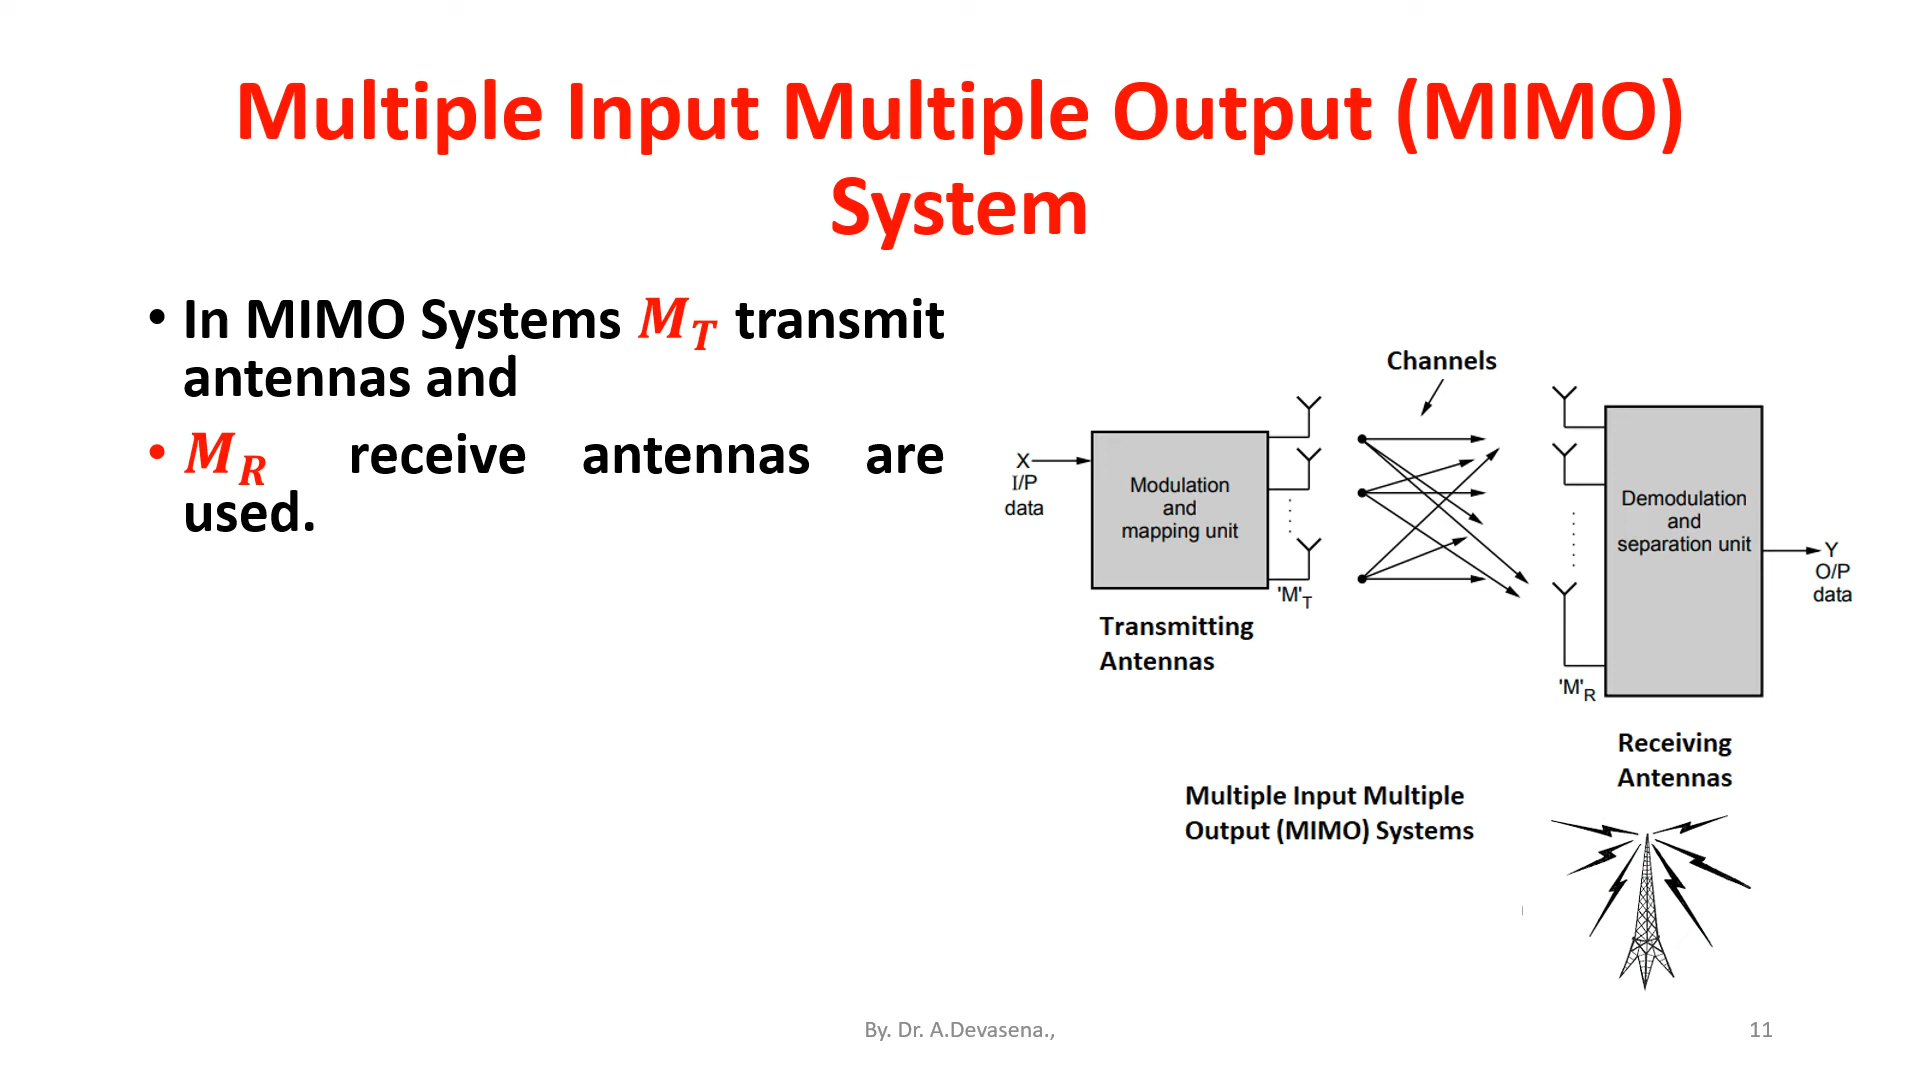 Multiple Input Multiple Output (MIMO)
System
• In MIMO Systems M_T transmit
antennas and
• M_R receive antennas are
used.
Channels
X
I/P
data
Modulation
and
mapping unit
'M'_T
Transmitting
Antennas
Demodulation
and
separation unit
'M'_R
Y
O/P
data
Receiving
Antennas
Multiple Input Multiple
Output (MIMO) Systems
By. Dr. A.Devasena.,
11